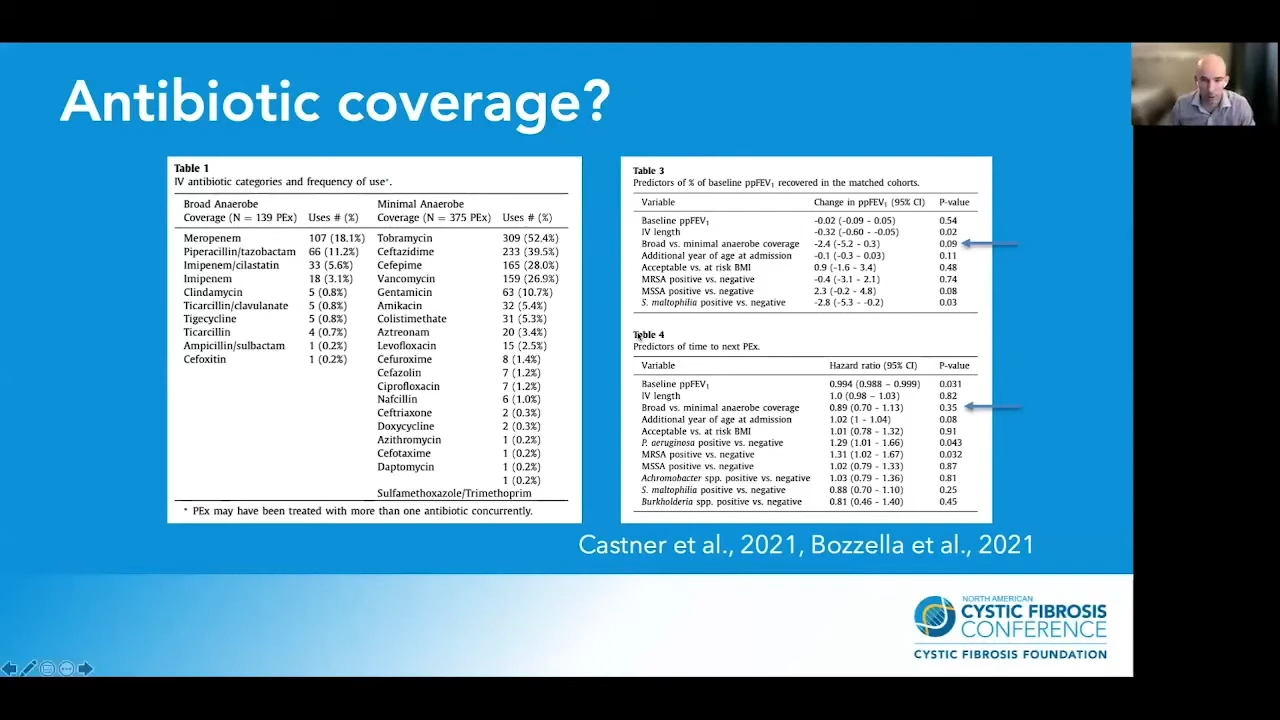 Antibiotic coverage?
Table 1
IV antibiotic categories and frequency of use*.
Broad Anaerobe Minimal Anaerobe
Coverage (N = 139 PEx) Uses # (%) Coverage (N = 375 PEx) Uses # (%)
Meropenem 107 (18.1%) Tobramycin 309 (52.4%)
Piperacillin/tazobactam 66 (11.2%) Ceftazidime 233 (39.5%)
Imipenem/cilastatin 33 (5.6%) Cefepime 165 (28.0%)
Imipenem 18 (3.1%) Vancomycin 159 (26.9%)
Clindamycin 5 (0.8%) Gentamicin 63 (10.7%)
Ticarcillin/clavulanate 5 (0.8%) Amikacin 32 (5.4%)
Tigecycline 5 (0.8%) Colistimethate 31 (5.3%)
Ticarcillin 4 (0.7%) Aztreonam 20 (3.4%)
Ampicillin/sulbactam 1 (0.2%) Levofloxacin 15 (2.5%)
Cefoxitin 1 (0.2%) Cefuroxime 8 (1.4%)
Cefazolin 7 (1.2%)
Ciprofloxacin 7 (1.2%)
Nafcillin 6 (1.0%)
Ceftriaxone 2 (0.3%)
Doxycycline 2 (0.3%)
Azithromycin 1 (0.2%)
Cefotaxime 1 (0.2%)
Daptomycin 1 (0.2%)
1 (0.2%)
Sulfamethoxazole/Trimethoprim
* PEx may have been treated with more than one antibiotic concurrently.
Table 3
Predictors of % of baseline ppFEV1 recovered in the matched cohorts.
Variable Change in ppFEV1 (95% CI) P-value
Baseline ppFEV1 -0.02 (-0.09 - 0.05) 0.54
IV length -0.32 (-0.60 - -0.05) 0.02
Broad vs. minimal anaerobe coverage -2.4 (-5.2 - 0.3) 0.09
Additional year of age at admission -0.1 (-0.3 - 0.03) 0.11
Acceptable vs. at risk BMI 0.9 (-1.6 - 3.4) 0.48
MRSA positive vs. negative -0.4 (-3.1 - 2.1) 0.74
MSSA positive vs. negative 2.3 (-0.2 - 4.8) 0.08
S. maltophilia positive vs. negative -2.8 (-5.3 - -0.2) 0.03
Table 4
Predictors of time to next PEx.
Variable Hazard ratio (95% CI) P-value
Baseline ppFEV1 0.994 (0.988 – 0.999) 0.031
IV length 1.0 (0.98 - 1.03) 0.82
Broad vs. minimal anaerobe coverage 0.89 (0.70 - 1.13) 0.35
Additional year of age at admission 1.02 (1 - 1.04) 0.08
Acceptable vs. at risk BMI 1.01 (0.78 - 1.32) 0.91
P. aeruginosa positive vs. negative 1.29 (1.01 - 1.66) 0.043
MRSA positive vs. negative 1.31 (1.02 - 1.67) 0.032
MSSA positive vs. negative 1.02 (0.79 - 1.33) 0.87
Achromobacter spp. positive vs. negative 1.03 (0.79 - 1.36) 0.81
S. maltophilia positive vs. negative 0.88 (0.70 - 1.10) 0.25
Burkholderia spp. positive vs. negative 0.81 (0.46 - 1.40) 0.45
Castner et al., 2021, Bozzella et al., 2021
NORTH AMERICAN
CYSTIC FIBROSIS
CONFERENCE
CYSTIC FIBROSIS FOUNDATION